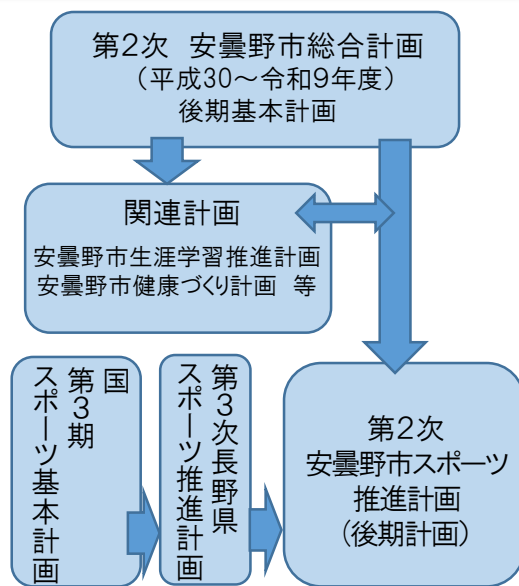 第2次 安曇野市総合計画
(平成30～令和9年度)
後期基本計画
関連計画
安曇野市生涯学習推進計画
安曇野市健康づくり計画 等
国
第3期
スポーツ基本計画
第3次長野県
スポーツ推進計画
第2次
安曇野市スポーツ
推進計画
(後期計画)